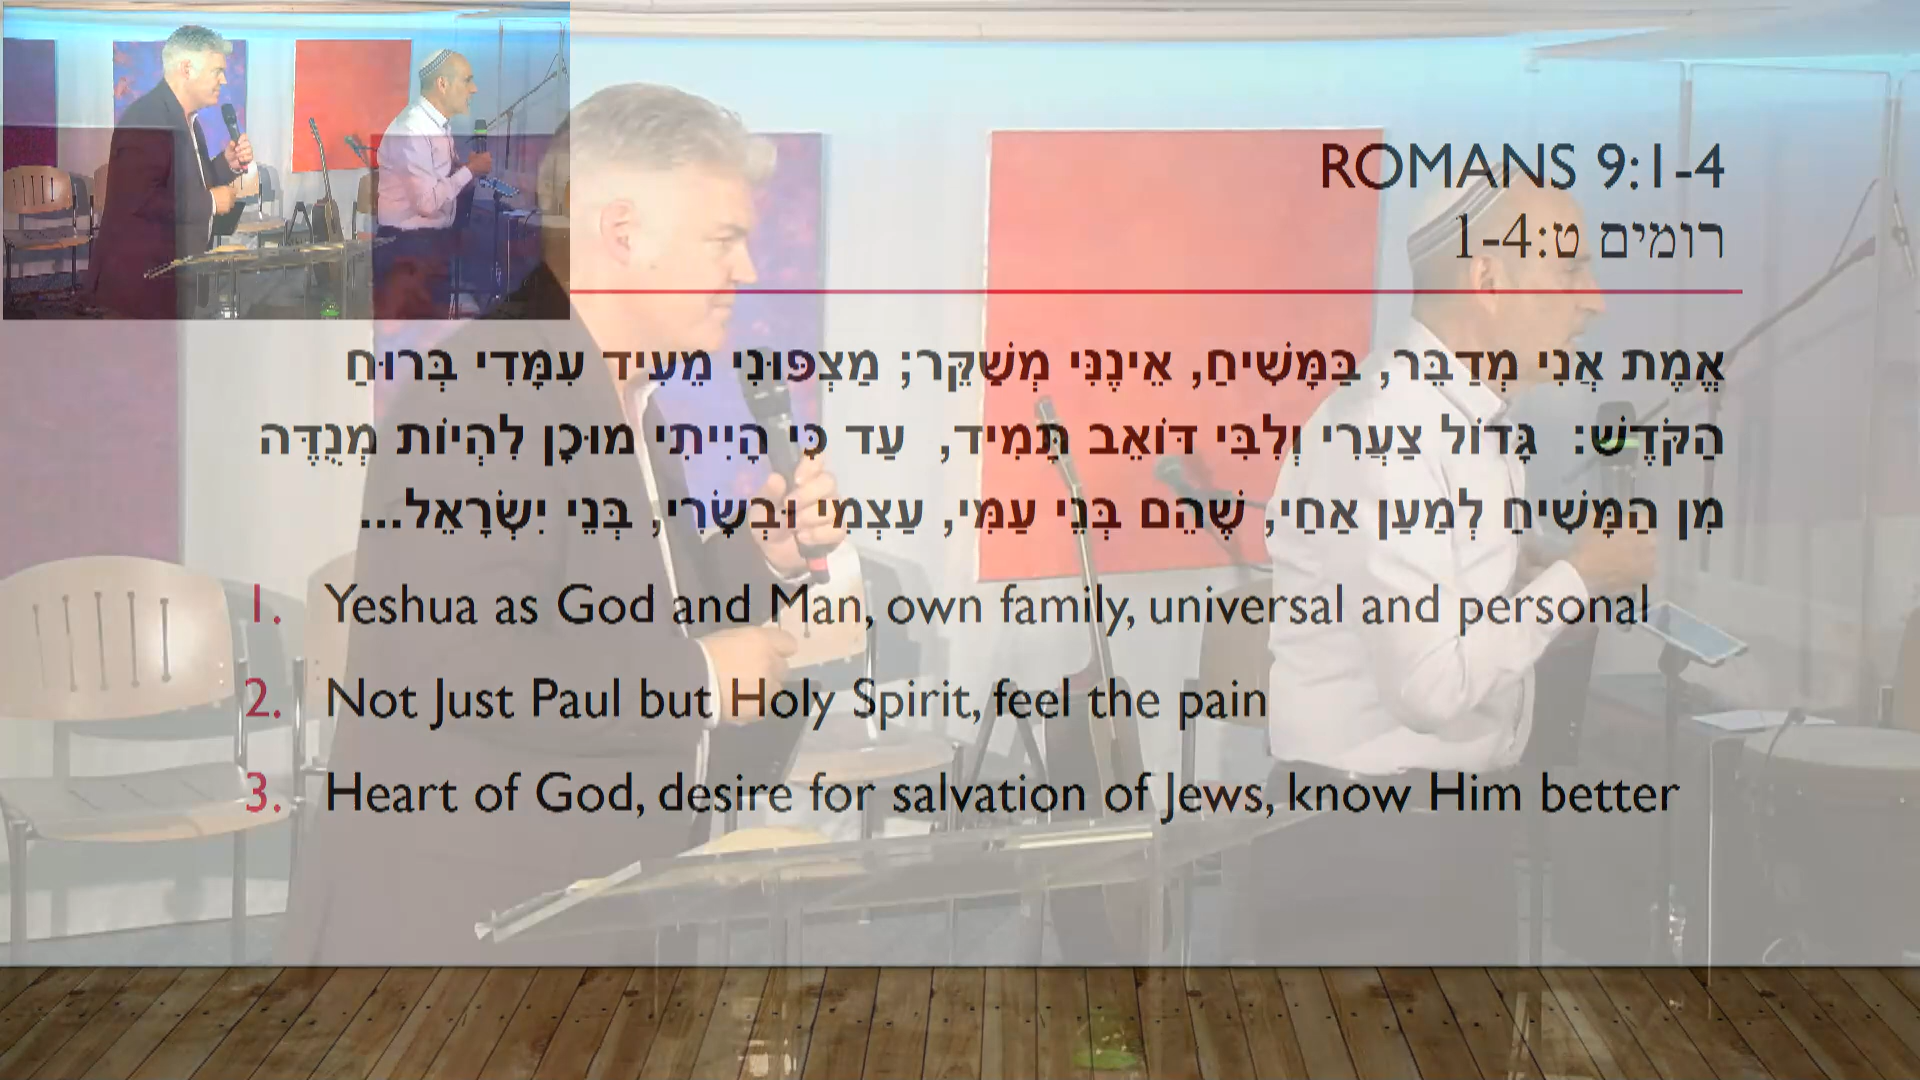 ROMANS 9:1-4
רומים ט:1-4
אֱמֶת אֲנִי מְדַבֵּר, בַּמָּשִׁיחַ, אֵינֶנִּי מְשַׁקֵּר; מַצְפּוּנִי מֵעִיד עִמָּדִי בְּרוּחַ
הַקֹּדֶשׁ: גָּדוֹל צַעֲרִי וְלִבִּי דּוֹאֵב תָּמִיד, עַד כִּי הָיִיתִי מוּכָן לִהְיוֹת מְנֻדֶּה
מִן הַמָּשִׁיחַ לְמַעַן אַחַי, שֶׁהֵם בְּנֵי עַמִּי, עַצְמִי וּבְשָׂרִי, בְּנֵי יִשְׂרָאֵל...
1. Yeshua as God and Man, own family, universal and personal
2. Not Just Paul but Holy Spirit, feel the pain
3. Heart of God, desire for salvation of Jews, know Him better